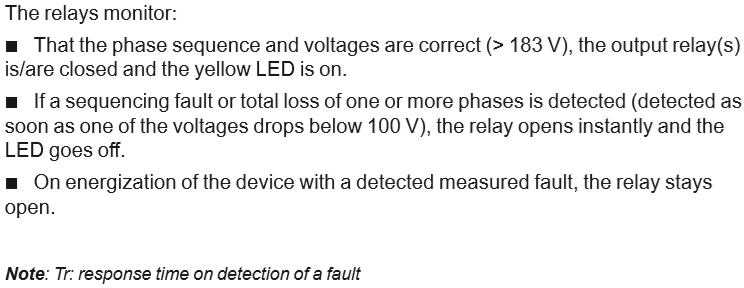 The relays monitor:
■ That the phase sequence and voltages are correct (> 183 V), the output relay(s)
is/are closed and the yellow LED is on.
■ If a sequencing fault or total loss of one or more phases is detected (detected as
soon as one of the voltages drops below 100 V), the relay opens instantly and the
LED goes off.
■ On energization of the device with a detected measured fault, the relay stays
open.
Note: Tr: response time on detection of a fault